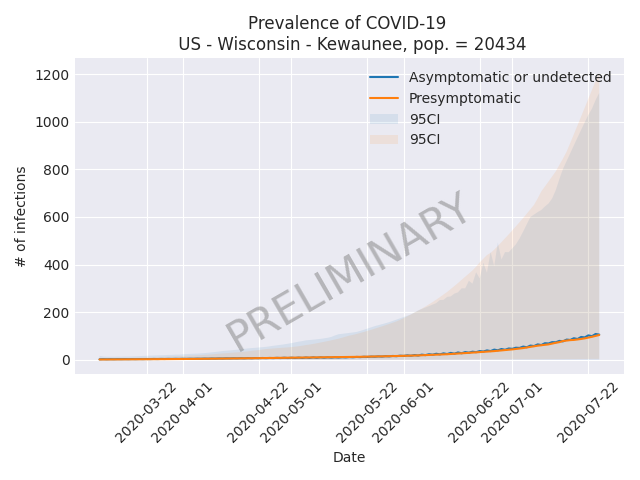 Prevalence of COVID-19
US - Wisconsin - Kewaunee, pop. = 20434
Asymptomatic or undetected
Presymptomatic
95CI
95CI
1200
1000
800
600
400
200
0
# of infections
PRELIMINARY
2020-03-22
2020-04-01
2020-04-22
2020-05-01
2020-05-22
2020-06-01
2020-06-22
2020-07-01
2020-07-22
Date